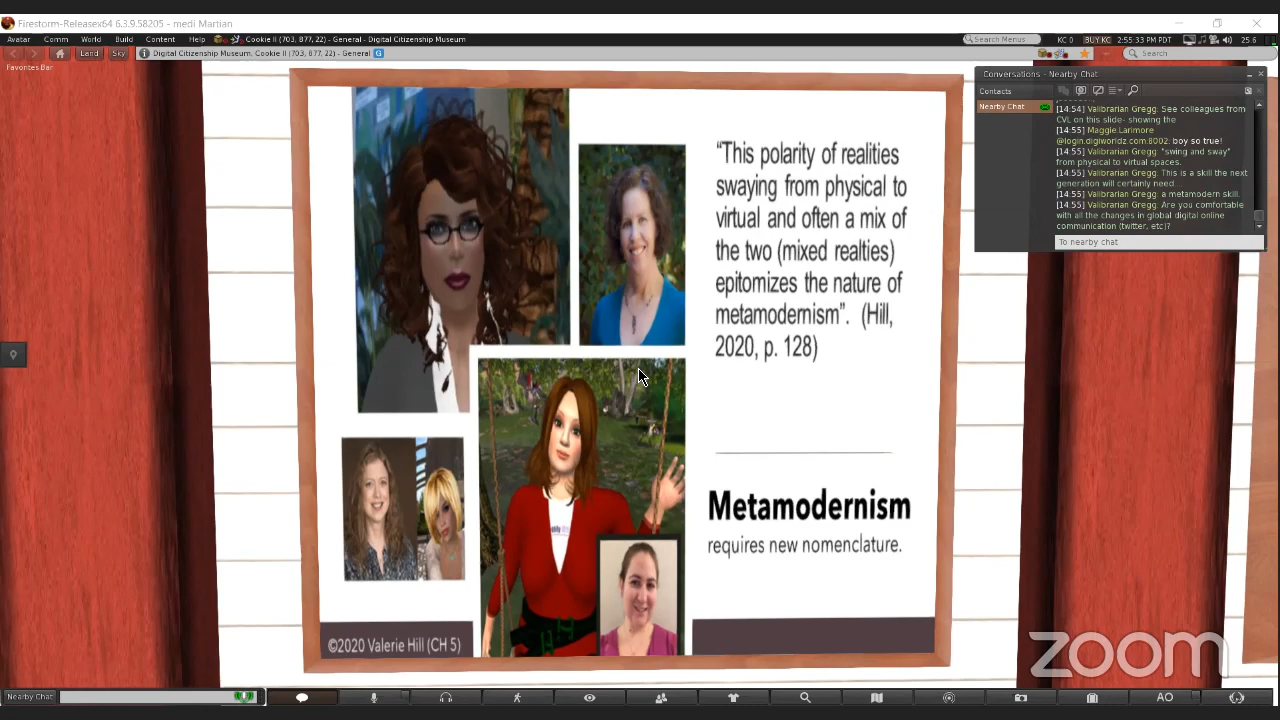 Firestorm-Releasex64 6.3.9.58205 - medi Martian
Avatar Comm World Build Content Help Cookie II (703, 877, 22) - General - Digital Citizenship Museum
Search Menus KC 0 BUY KC 2:55:33 PM PDT 25.6
Land Sky Digital Citizenship Museum, Cookie II (703, 877, 22) - General G Search
Favorites Bar
Conversations - Nearby Chat
Contacts
Nearby Chat
[14:54] Valibrarian Gregg: See colleagues from
CVL on this slide- showing the
[14:55] Maggie.Larimore
@login.digiworldz.com:8002: boy so true!
[14:55] Valibrarian Gregg: "swing and sway"
from physical to virtual spaces.
[14:55] Valibrarian Gregg: This is a skill the next
generation will certainly need
[14:55] Valibrarian Gregg: a metamodern skill.
[14:55] Valibrarian Gregg: Are you comfortable
with all the changes in global digital online
communication (twitter, etc)?
To nearby chat
“This polarity of realities
swaying from physical to
virtual and often a mix of
the two (mixed realties)
epitomizes the nature of
metamodernism”. (Hill,
2020, p. 128)
Metamodernism
requires new nomenclature.
©2020 Valerie Hill (CH 5)
zoom
Nearby Chat
AO